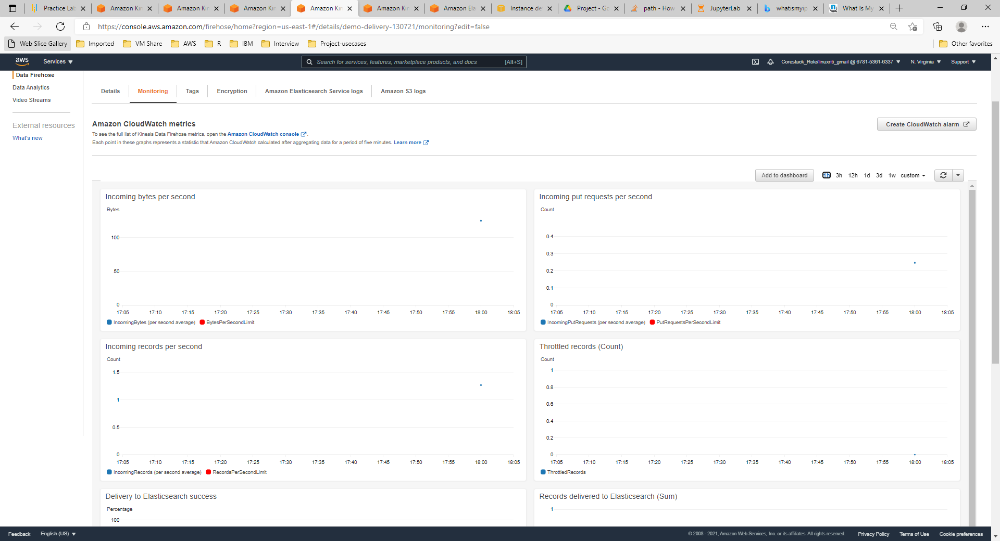 Practice Lab
Amazon Kin
Amazon Kin
Amazon Kin
Amazon Kin
Amazon Kin
Amazon Ela
Instance de
Project - Go
path - How
JupyterLab
whatismyip
What Is My
https://console.aws.amazon.com/firehose/home?region=us-east-1#/details/demo-delivery-130721/monitoring?edit=false
Web Slice Gallery
Imported
VM Share
AWS
R
IBM
Interview
Project-usecases
Other favorites
aws
Services
Search for services, features, marketplace products, and docs
[Alt+S]
Corestack_Role/linuxriti_gmail @ 6781-5361-6337
N. Virginia
Support
Data Firehose
Data Analytics
Video Streams
External resources
What's new
Details
Monitoring
Tags
Encryption
Amazon Elasticsearch Service logs
Amazon S3 logs
Amazon CloudWatch metrics
To see the full list of Kinesis Data Firehose metrics, open the Amazon CloudWatch console .
Each point in these graphs represents a statistic that Amazon CloudWatch calculated after aggregating data for a period of five minutes. Learn more
Create CloudWatch alarm
Add to dashboard
1h
3h
12h
1d
3d
1w
custom
Incoming bytes per second
Bytes
100
50
0
17:05 17:10 17:15 17:20 17:25 17:30 17:35 17:40 17:45 17:50 17:55 18:00 18:05
IncomingBytes (per second average) BytesPerSecondLimit
Incoming put requests per second
Count
0.4
0.3
0.2
0.1
0
17:05 17:10 17:15 17:20 17:25 17:30 17:35 17:40 17:45 17:50 17:55 18:00 18:05
IncomingPutRequests (per second average) PutRequestsPerSecondLimit
Incoming records per second
Count
1.5
1
0.5
0
17:05 17:10 17:15 17:20 17:25 17:30 17:35 17:40 17:45 17:50 17:55 18:00 18:05
IncomingRecords (per second average) RecordsPerSecondLimit
Throttled records (Count)
Count
1
0.8
0.6
0.4
0.2
0
17:05 17:10 17:15 17:20 17:25 17:30 17:35 17:40 17:45 17:50 17:55 18:00 18:05
ThrottledRecords
Delivery to Elasticsearch success
Percentage
100
Records delivered to Elasticsearch (Sum)
1
Feedback
English (US)
© 2008 - 2021, Amazon Web Services, Inc. or its affiliates. All rights reserved.
Privacy Policy
Terms of Use
Cookie preferences